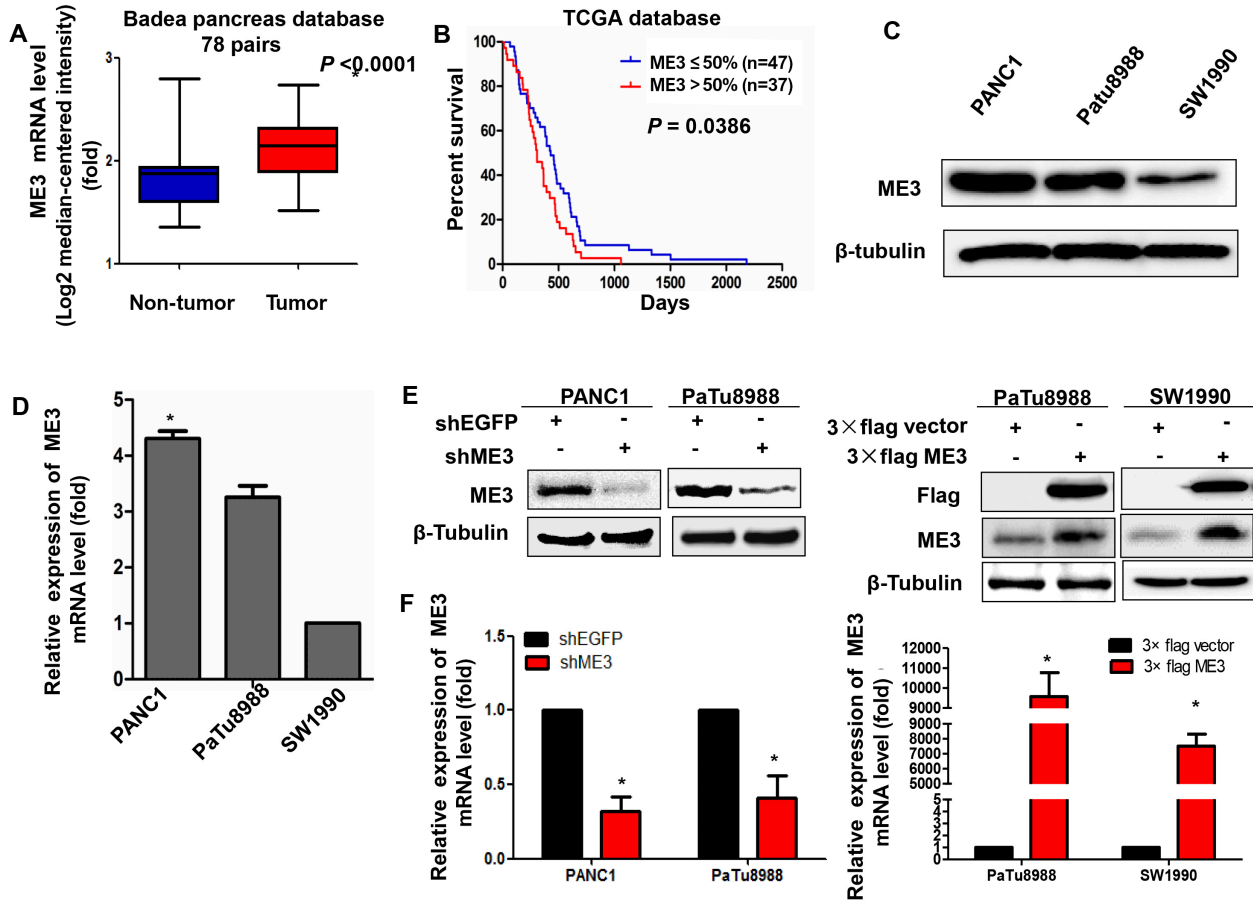 A
Badea pancreas database
78 pairs
P <0.0001
*
ME3 mRNA level
(Log2 median-centered intensity)
(fold)
3
2
1
Non-tumor
Tumor
B
TCGA database
ME3 ≤ 50% (n=47)
ME3 > 50% (n=37)
P = 0.0386
Percent survival
100
80
60
40
20
0
0 500 1000 1500 2000 2500
Days
C
PANC1
Patu8988
SW1990
ME3
β-tubulin
D
Relative expression of ME3
mRNA level (fold)
5
4
3
2
1
0
*
PANC1
PaTu8988
SW1990
E
PANC1 PaTu8988
shEGFP + - + -
shME3 - + - +
ME3
β-Tubulin
PaTu8988 SW1990
3×flag vector + - + -
3×flag ME3 - + - +
Flag
ME3
β-Tubulin
F
Relative expression of ME3
mRNA level (fold)
1.5
1.0
0.5
0.0
shEGFP
shME3
*
*
PANC1
PaTu8988
Relative expression of ME3
mRNA level (fold)
12000
11000
10000
9000
8000
7000
6000
5000
4000
3000
2000
1000
0
5
4
3
2
1
0
3× flag vector
3× flag ME3
*
*
PaTu8988
SW1990